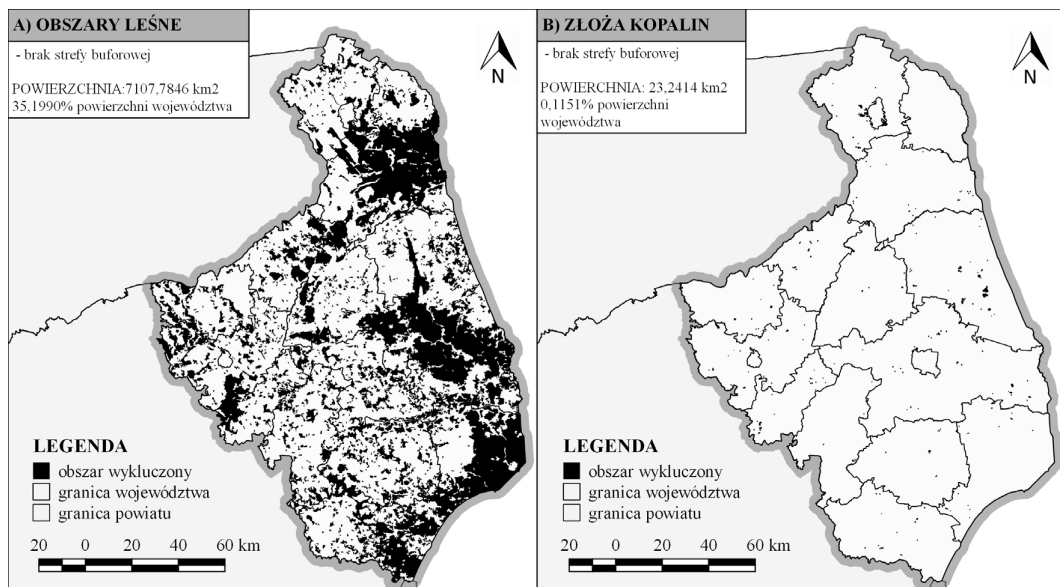 A) OBSZARY LEŚNE
- brak strefy buforowej
POWIERZCHNIA:7107,7846 km2
35,1990% powierzchni województwa
N
LEGENDA
obszar wykluczony
granica województwa
granica powiatu
20 0 20 40 60 km
B) ZŁOŻA KOPALIN
- brak strefy buforowej
POWIERCHNIA: 23,2414 km2
0,1151% powierzchni
województwa
N
LEGENDA
obszar wykluczony
granica województwa
granica powiatu
20 0 20 40 60 km